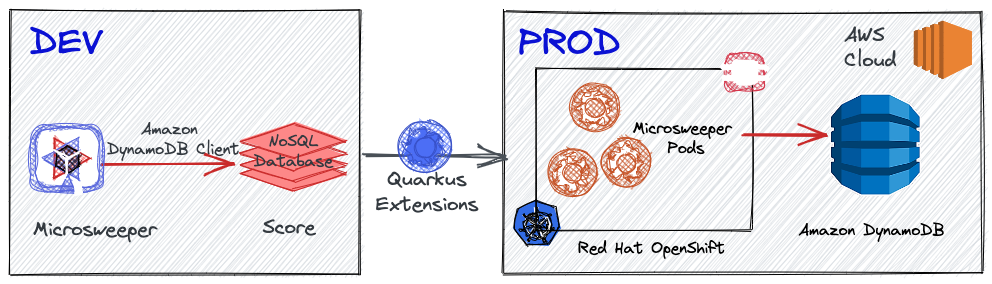 DEV
Amazon
DynamoDB Client
NoSQL
Database
Microsweeper
Score
Quarkus
Extensions
PROD
AWS
Cloud
Microsweeper
Pods
Red Hat OpenShift
Amazon DynamoDB